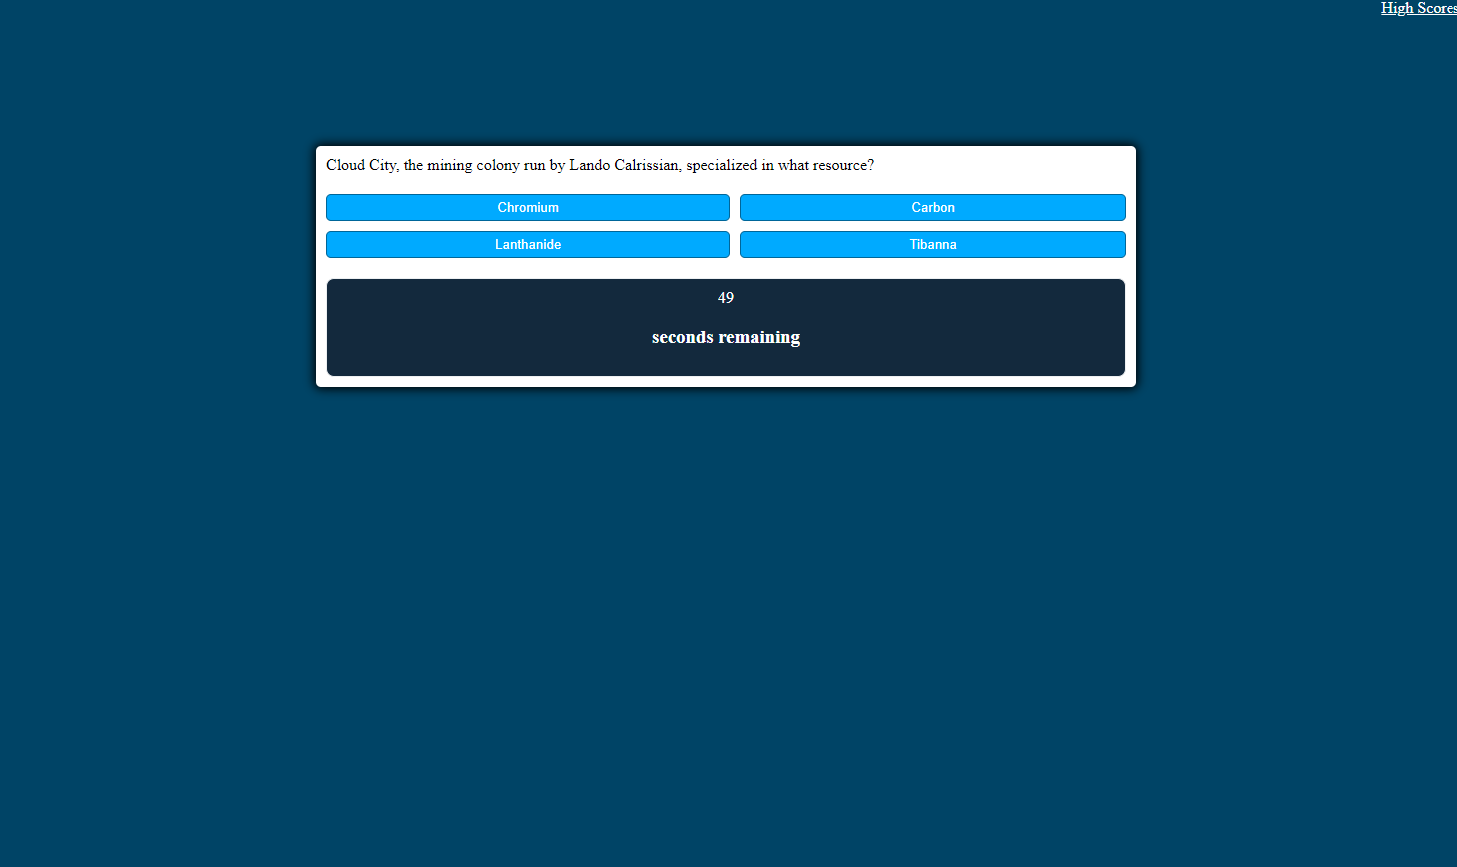 High Scores
Cloud City, the mining colony run by Lando Calrissian, specialized in what resource?
Chromium
Carbon
Lanthanide
Tibanna
49
seconds remaining